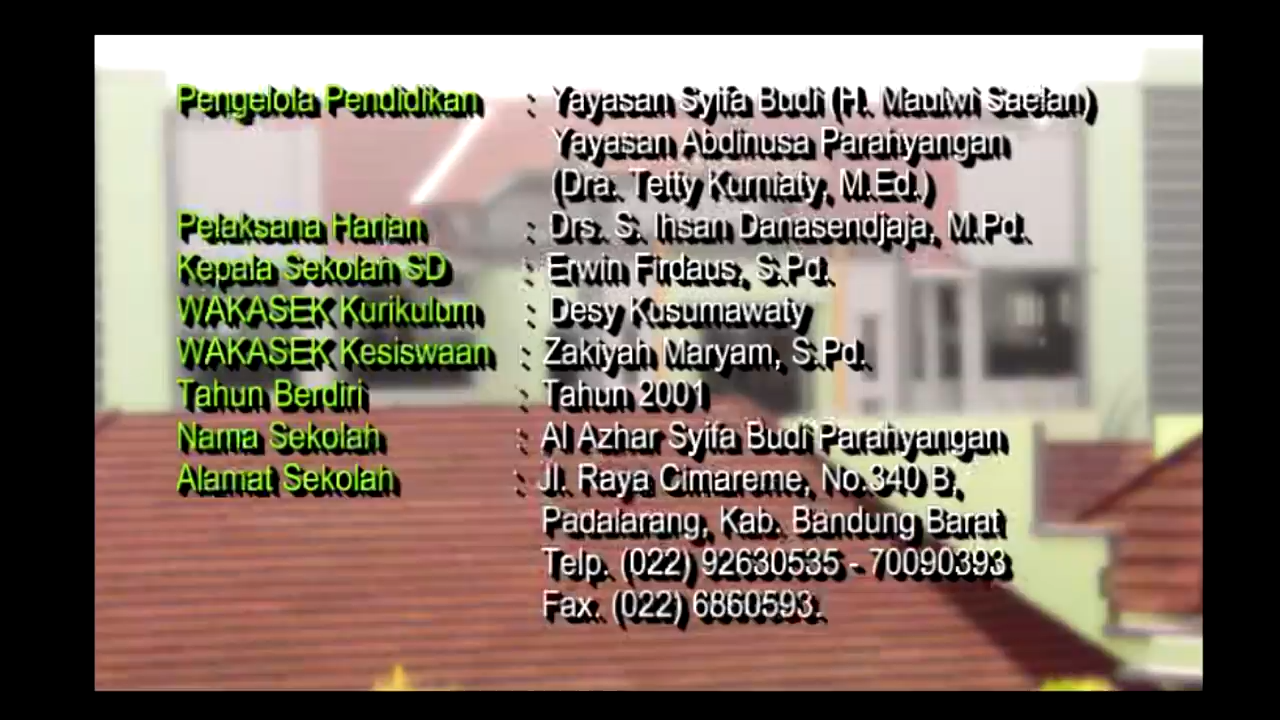 Pengelola Pendidikan : Yayasan Syifa Budi (H. Maulwi Saelan)
Yayasan Abdinusa Parahyangan
(Dra. Tetty Kurniaty, M.Ed.)
Pelaksana Harian : Drs. S. Ihsan Danasendjaja, M.Pd.
Kepala Sekolah SD : Erwin Firdaus, S.Pd.
WAKASEK Kurikulum : Desy Kusumawaty
WAKASEK Kesiswaan : Zakiyah Maryam, S.Pd.
Tahun Berdiri : Tahun 2001
Nama Sekolah : Al Azhar Syifa Budi Parahyangan
Alamat Sekolah : Jl. Raya Cimareme, No.340 B,
Padalarang, Kab. Bandung Barat
Telp. (022) 92630535 - 70090393
Fax. (022) 6860593.